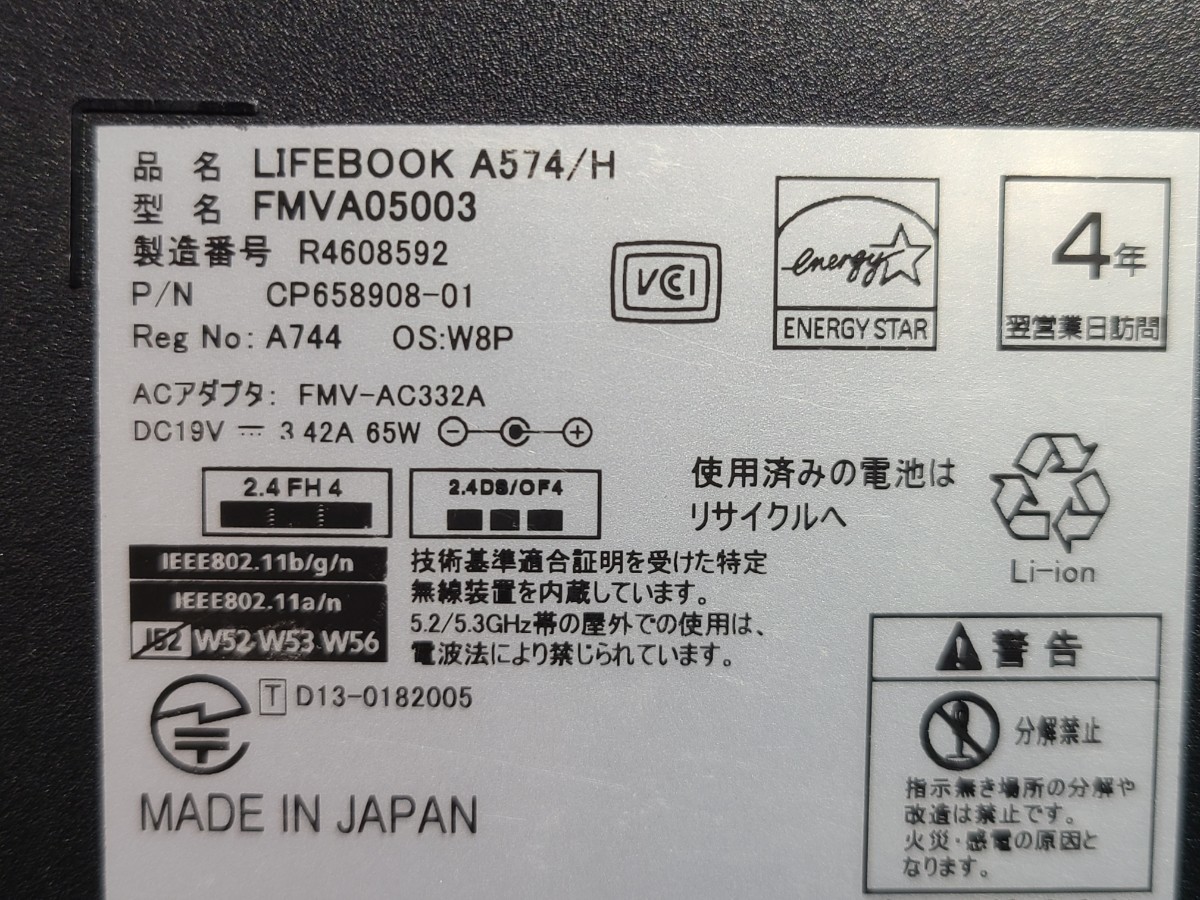 品名 LIFEBOOK A574/H
型名 FMVA05003
製造番号 R4608592
P/N CP658908-01
Reg No: A744 OS:W8P
VCI
energy
ENERGY STAR
4年
翌営業日訪問
ACアダプタ: FMV-AC332A
DC19V 3 42A 65W
2.4 FH 4
2.4DS/OF4
使用済みの電池は
リサイクルへ
Li-ion
IEEE802.11b/g/n
IEEE802.11a/n
J52 W52 W53 W56
技術基準適合証明を受けた特定
無線装置を内蔵しています。
5.2/5.3GHz帯の屋外での使用は、
電波法により禁じられています。
T D13-0182005
MADE IN JAPAN
警告
分解禁止
指示無き場所の分解や
改造は禁止です。
火災・感電の原因と
なります。